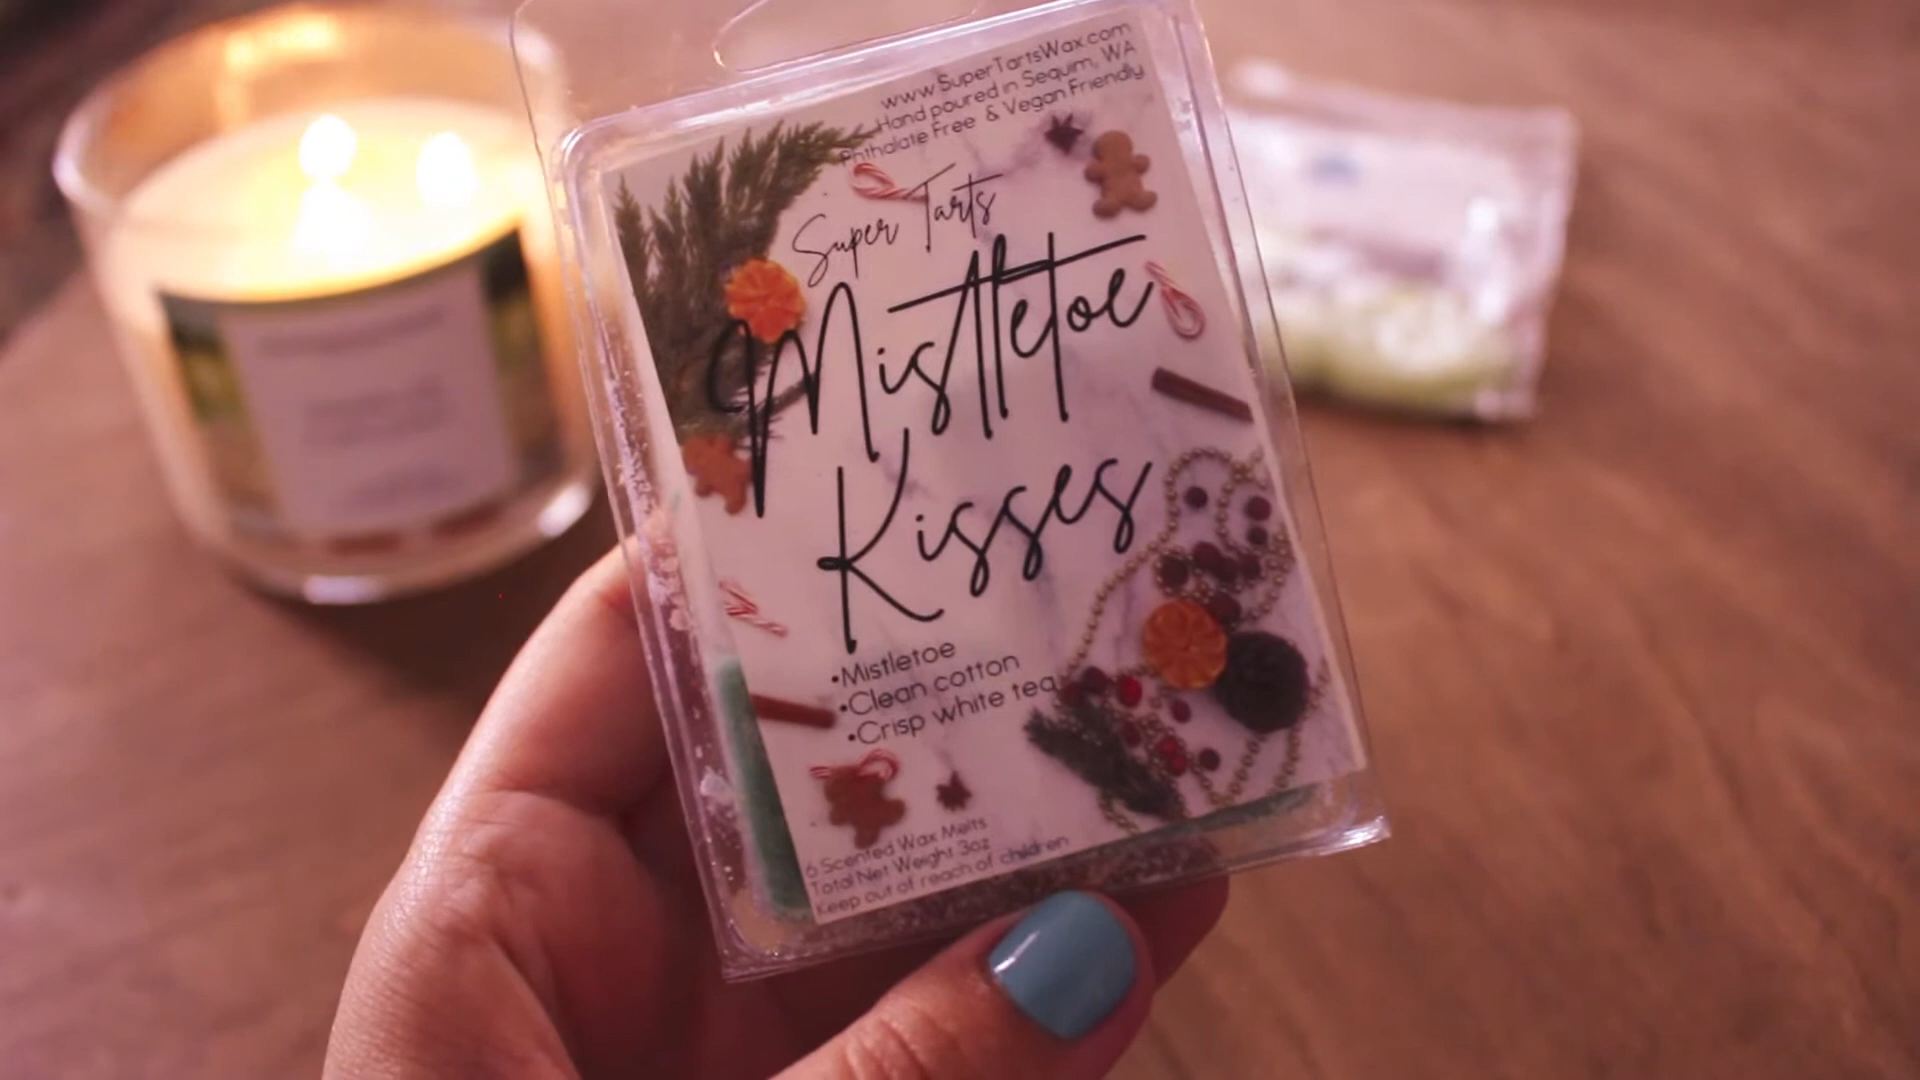 www.SuperTartsWax.com
Hand poured in Sequim, WA
Phthalate Free & Vegan Friendly
Super Tarts
Mistletoe
Kisses
•Mistletoe
•Clean cotton
•Crisp white tea
6 Scented Wax Melts
Total Net Weight 3oz
Keep out of reach of children